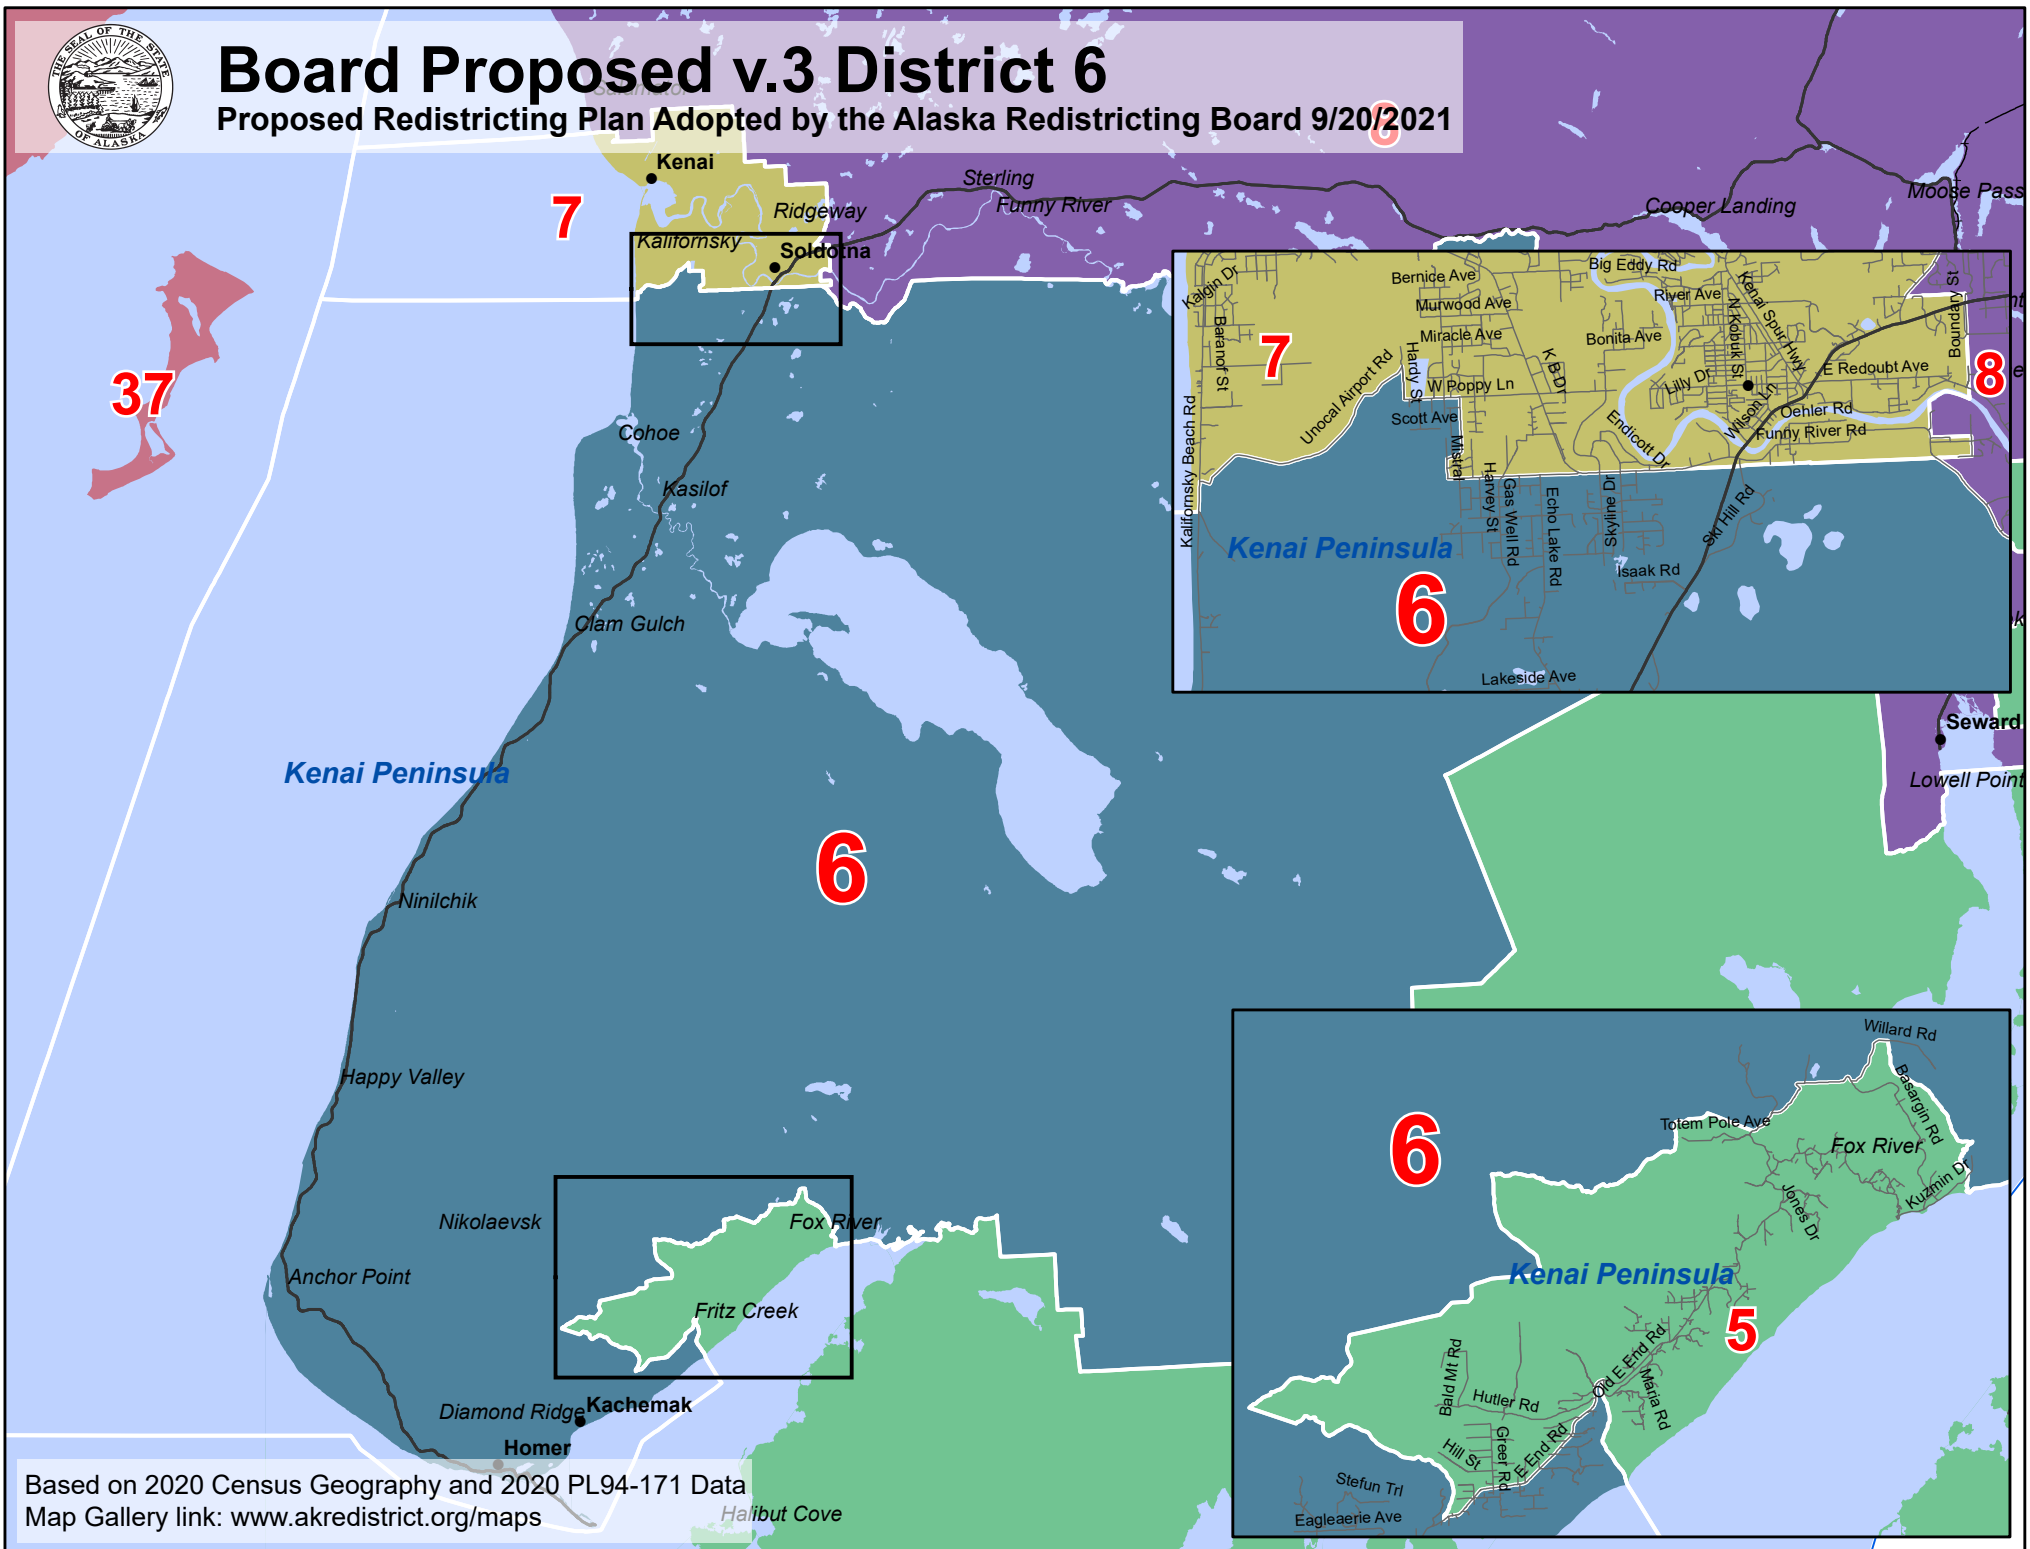 THE SEAL OF THE STATE
OF ALASKA
Board Proposed v.3 District 6
Proposed Redistricting Plan Adopted by the Alaska Redistricting Board 9/20/2021
Salamatof
6
Kenai
7
Sterling
Funny River
Ridgeway
Kalifornsky
Soldotna
Cooper Landing
Moose Pass
37
Cohoe
Kasilof
Clam Gulch
Kenai Peninsula
6
Ninilchik
Happy Valley
Nikolaevsk
Fox River
Anchor Point
Fritz Creek
Diamond Ridge
Kachemak
Homer
Halibut Cove
Seward
Lowell Point
Kalgin Dr
Baranof St
Bernice Ave
Murwood Ave
Miracle Ave
Big Eddy Rd
River Ave
Kenai Spur Hwy
N Kobuk St
Boundary St
7
Bonita Ave
K B Dr
Hardy St
Unocal Airport Rd
W Poppy Ln
Lilly Dr
E Redoubt Ave
8
Scott Ave
Wilson Ln
Oehler Rd
Funny River Rd
Endicott Dr
Kalifornsky Beach Rd
Mistral
Harvey St
Gas Well Rd
Echo Lake Rd
Skyline Dr
Ski Hill Rd
Kenai Peninsula
6
Isaak Rd
Lakeside Ave
Willard Rd
Basargin Rd
Totem Pole Ave
6
Fox River
Kuzmin Dr
Jones Dr
Kenai Peninsula
5
Bald Mt Rd
Old E End Rd
Maria Rd
Hutler Rd
Hill St
Greer Rd
E End Rd
Stefun Trl
Eagleaerie Ave
Based on 2020 Census Geography and 2020 PL94-171 Data
Map Gallery link: www.akredistrict.org/maps